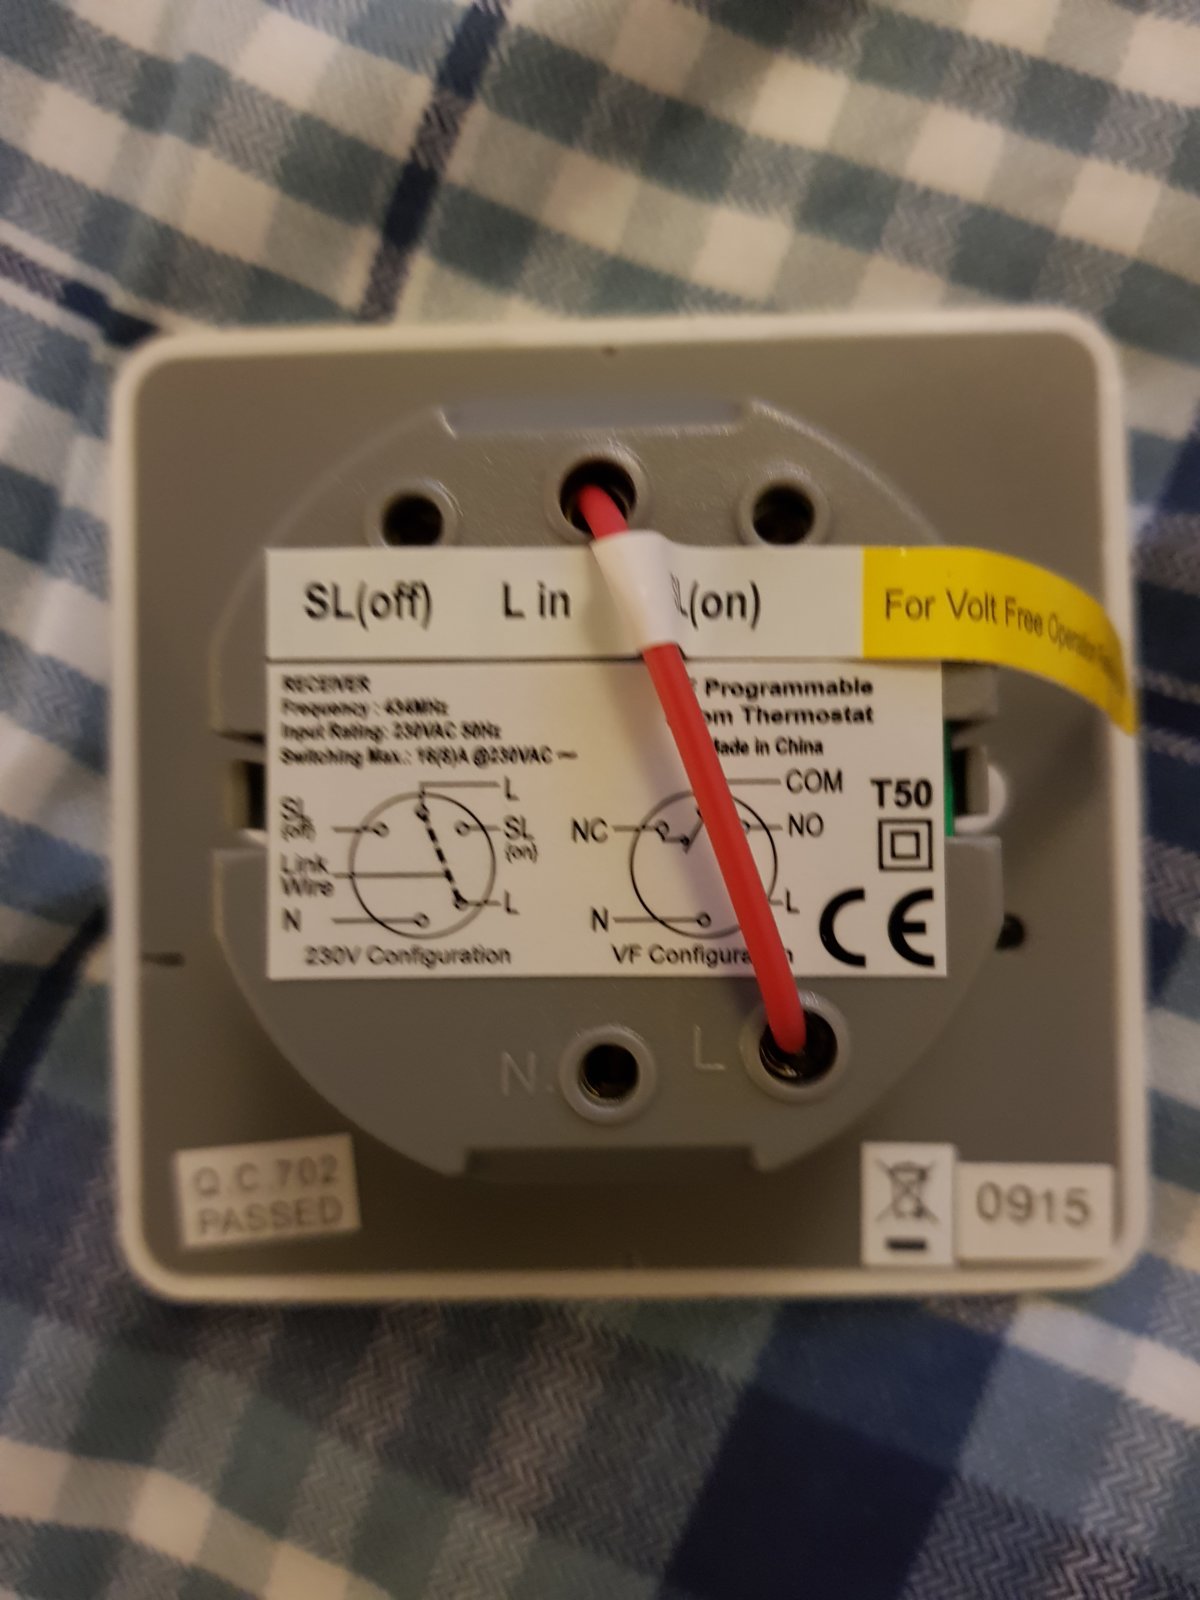 SL(off) L in L(on) For Volt Free Operation
RECEIVER
Frequency : 434MHz
Input Rating: 230VAC 50Hz
Switching Max.: 16(8)A @230VAC ~
Programmable
Thermostat
Made in China
T50
L
SL
(off)
SL
(on)
Link
Wire
L
N
230V Configuration
COM
NC
NO
N
L
VF
CE
N
L
Q.C.702
PASSED
0915